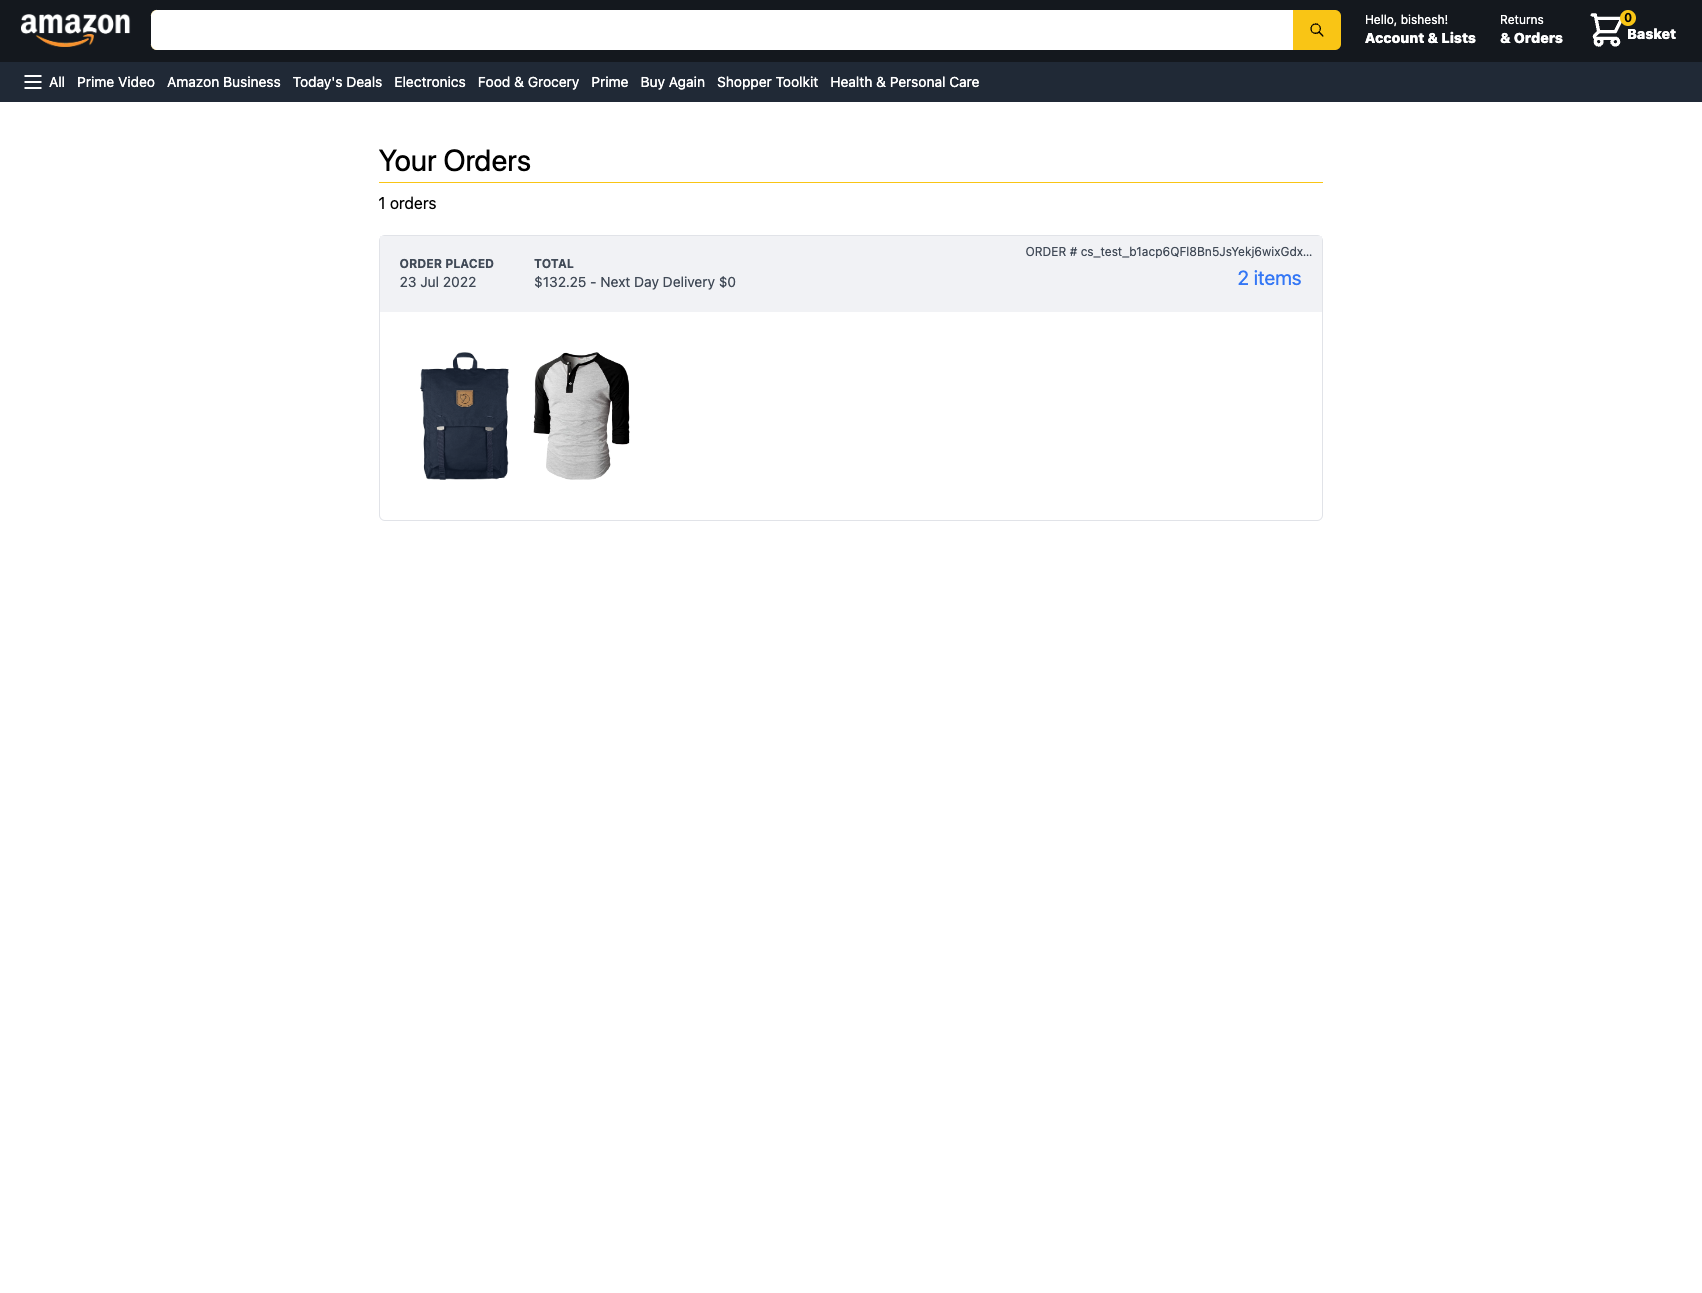 amazon
Hello, bishesh!
Account & Lists
Returns
& Orders
0
Basket
All Prime Video Amazon Business Today's Deals Electronics Food & Grocery Prime Buy Again Shopper Toolkit Health & Personal Care
Your Orders
1 orders
ORDER # cs_test_b1acp6QFl8Bn5JsYekj6wixGdx...
ORDER PLACED
23 Jul 2022
TOTAL
$132.25 - Next Day Delivery $0
2 items